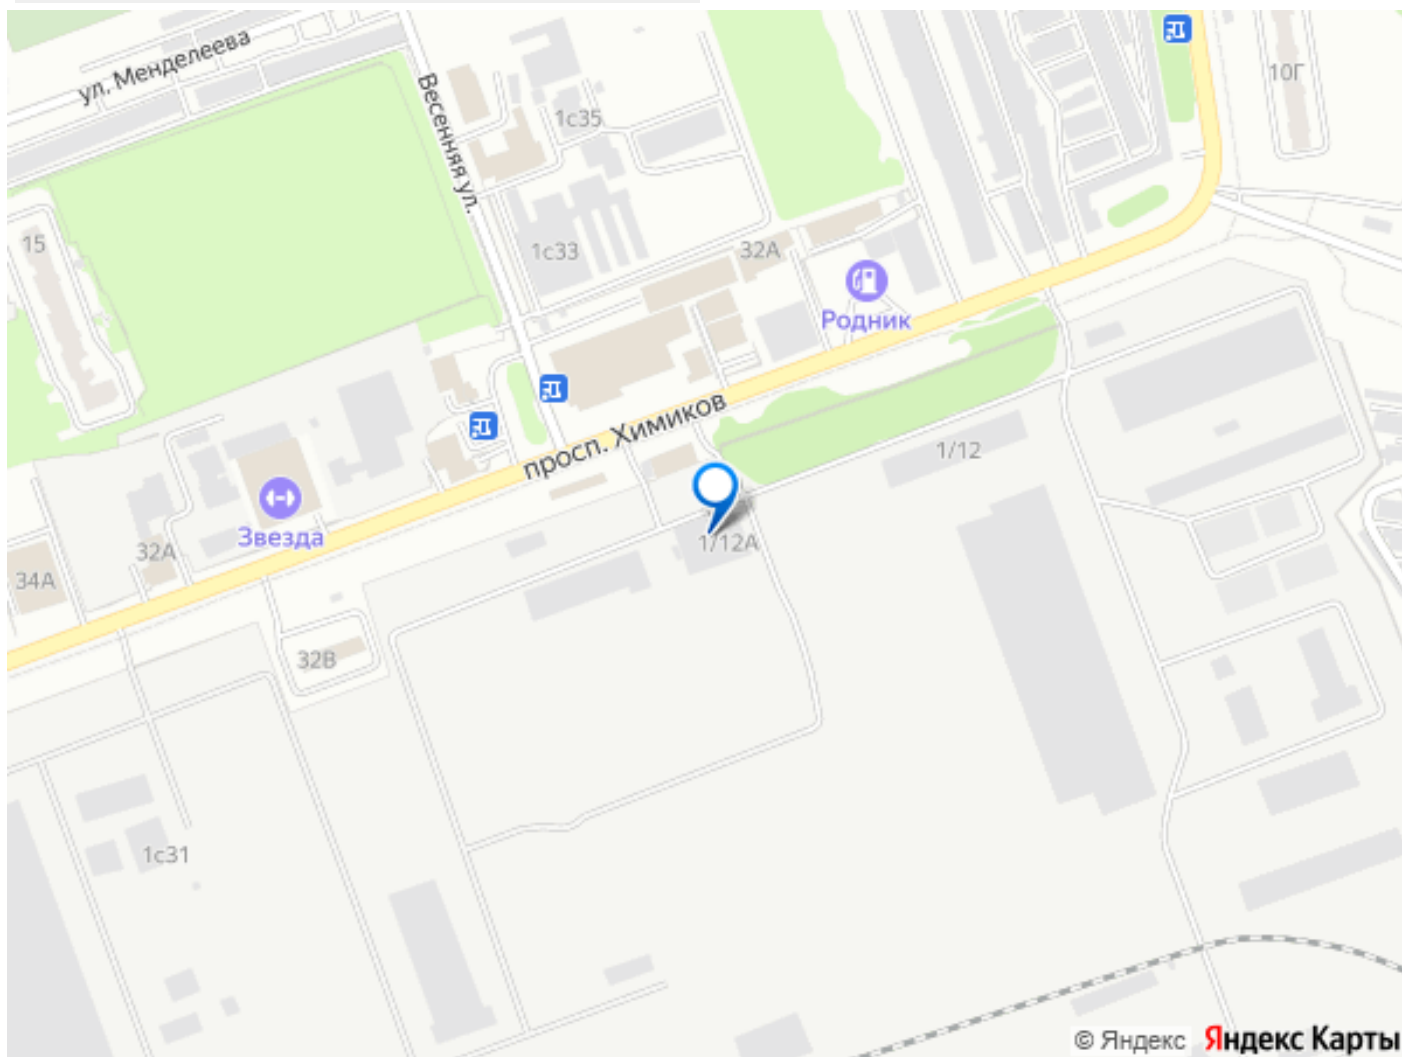 ул. Менделеева
Весенняя ул.
10Г
1с35
15
1с33
32А
Родник
просп. Химиков
1/12
Звезда
1/12А
32А
34А
32В
1с31
© Яндекс Яндекс Карты